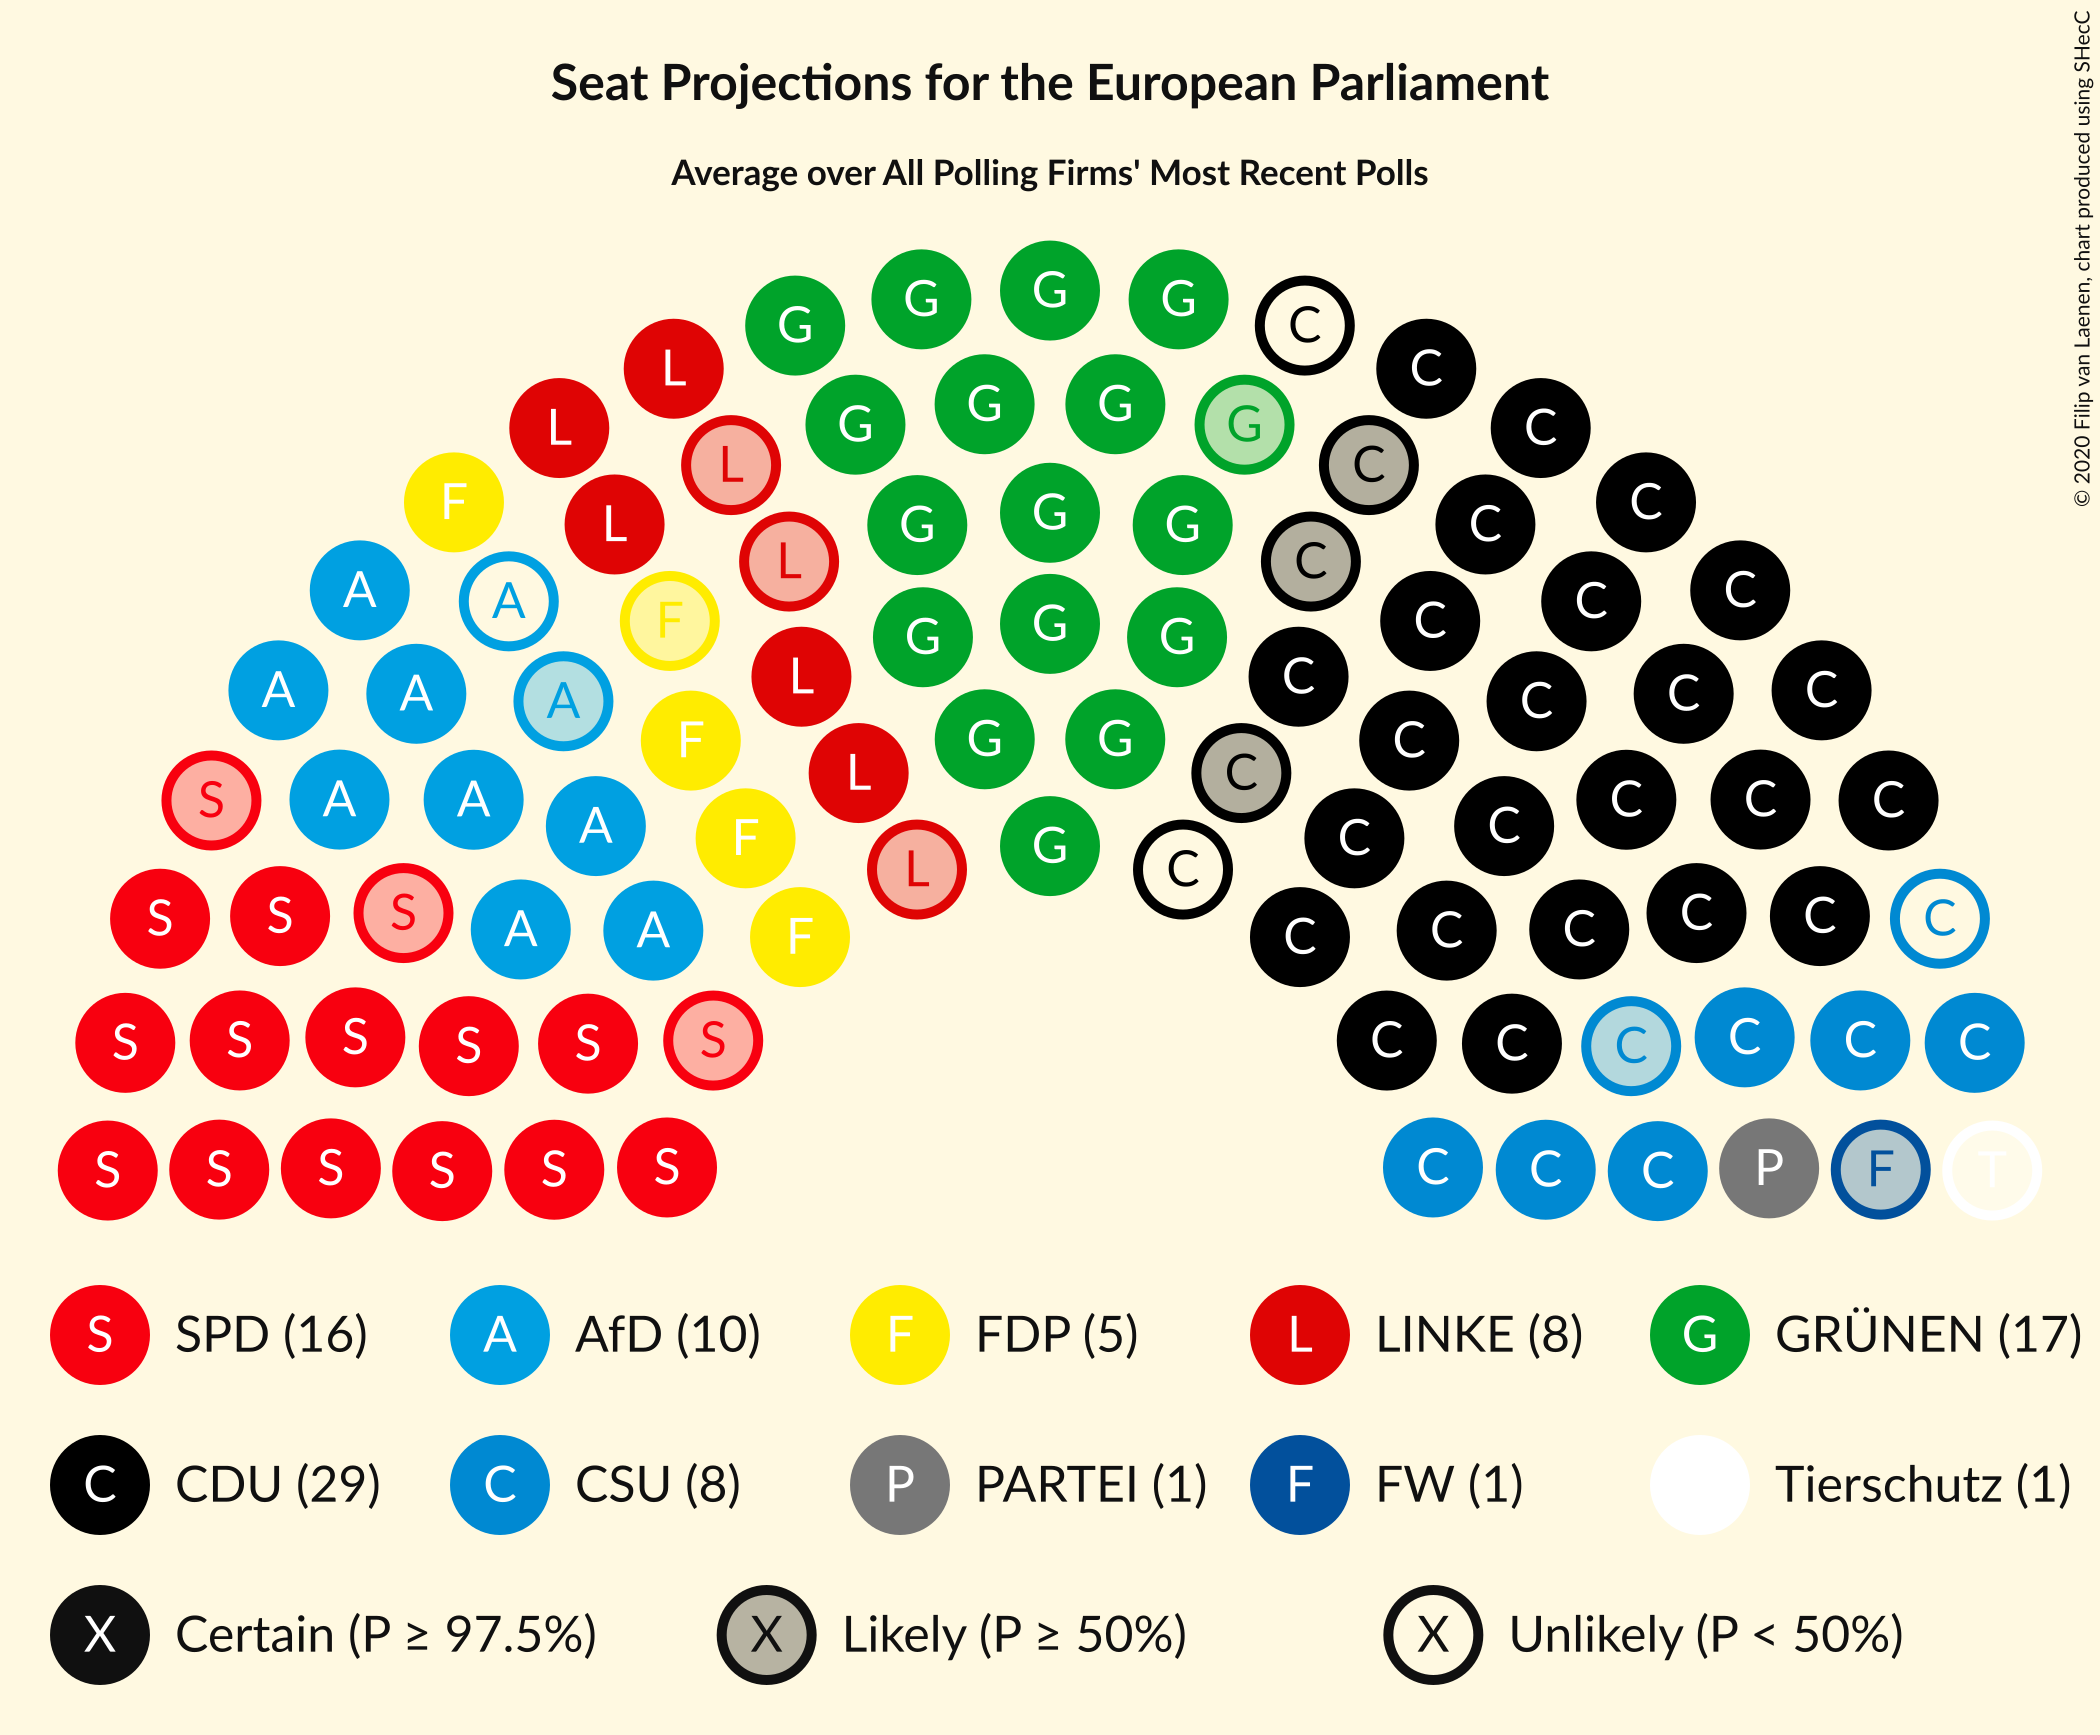 Seat Projections for the European Parliament
Average over All Polling Firms' Most Recent Polls
© 2020 Filip van Laenen, chart produced using SHecC
G G G G C
L C
L G G G G C
L C C
F L G G G C C
A A F L G G G C C C C
A A A F L G G C C C C C
S A A A F L G C C C C C C
S S S A A F C C C C C C
S S S S S S C C C C C C
S S S S S S C C C P F T
S SPD (16) A AfD (10) F FDP (5) L LINKE (8) G GRÜNEN (17)
C CDU (29) C CSU (8) P PARTEI (1) F FW (1) Tierschutz (1)
X Certain (P ≥ 97.5%) X Likely (P ≥ 50%) X Unlikely (P < 50%)